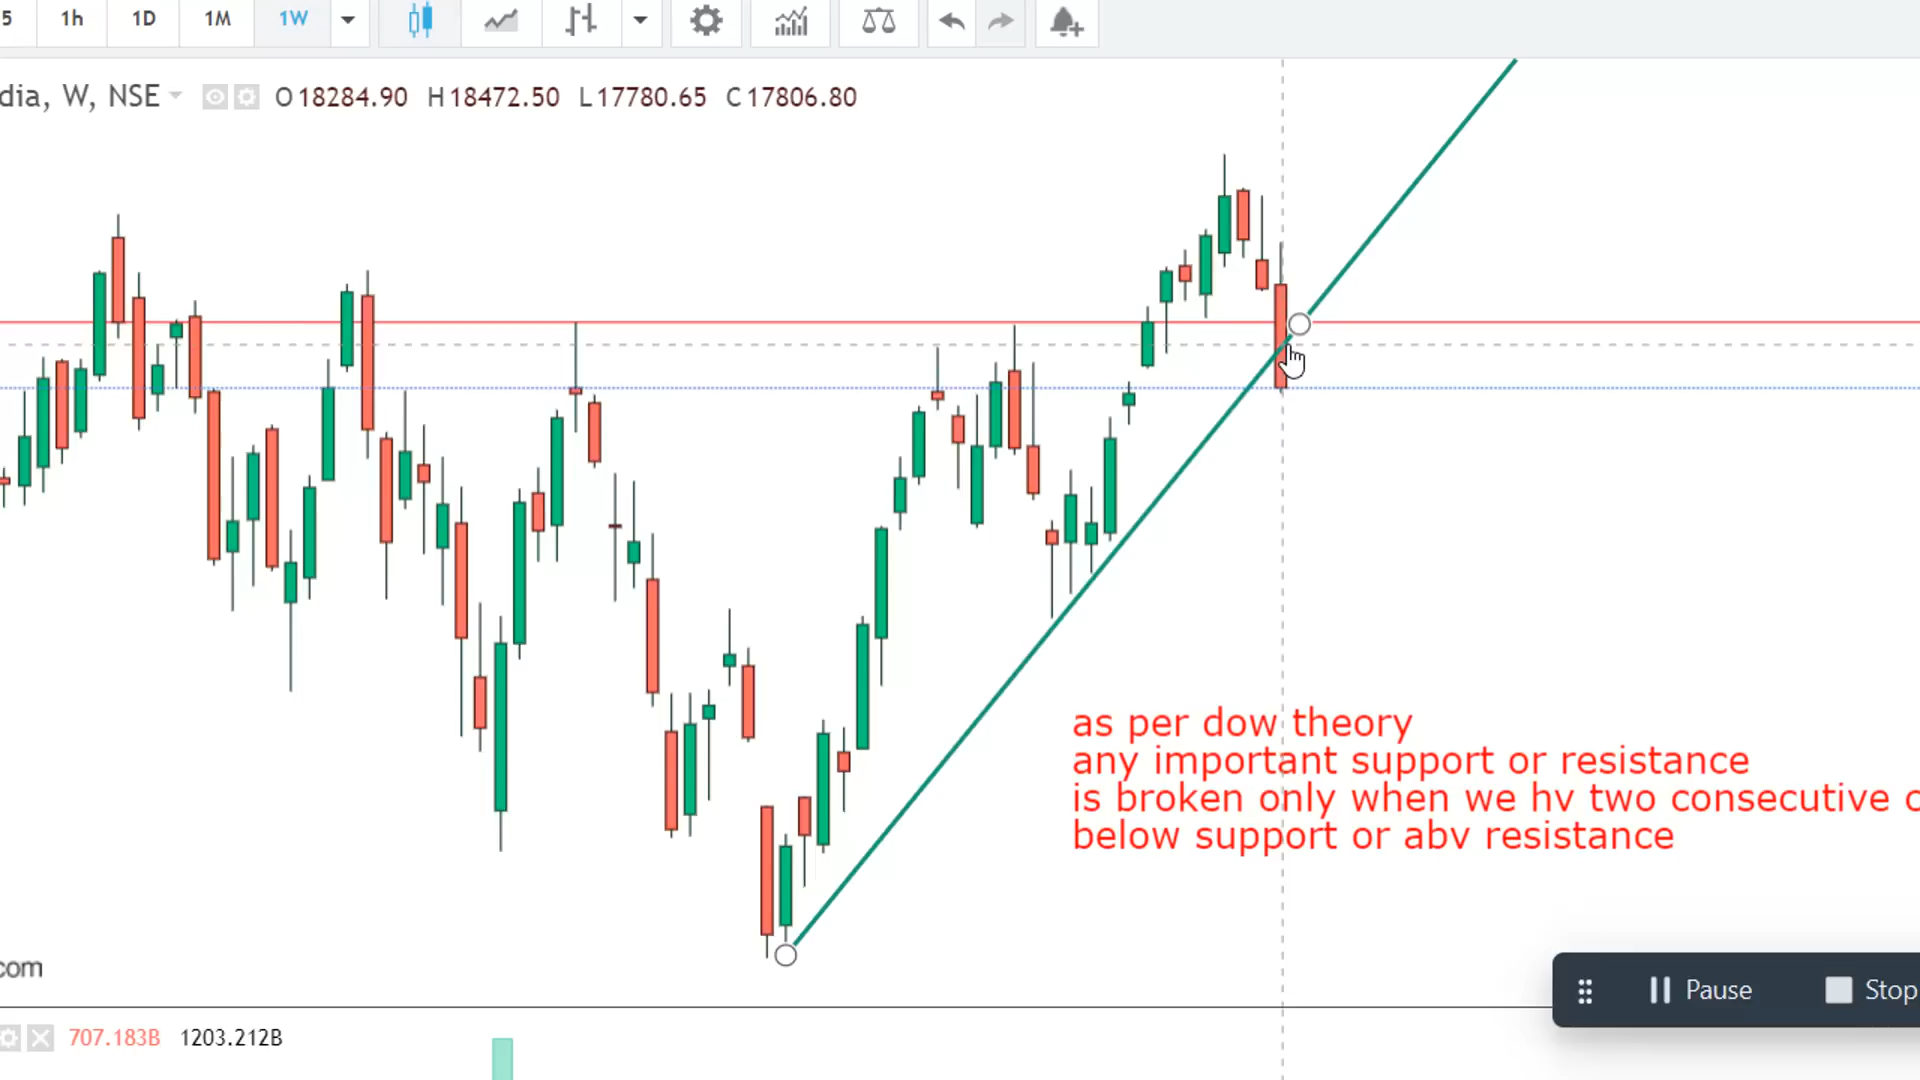 5 1h 1D 1M 1W
dia, W, NSE O18284.90 H18472.50 L17780.65 C17806.80
as per dow theory
any important support or resistance
is broken only when we hv two consecutive c
below support or abv resistance
com
Pause Stop
707.183B 1203.212B